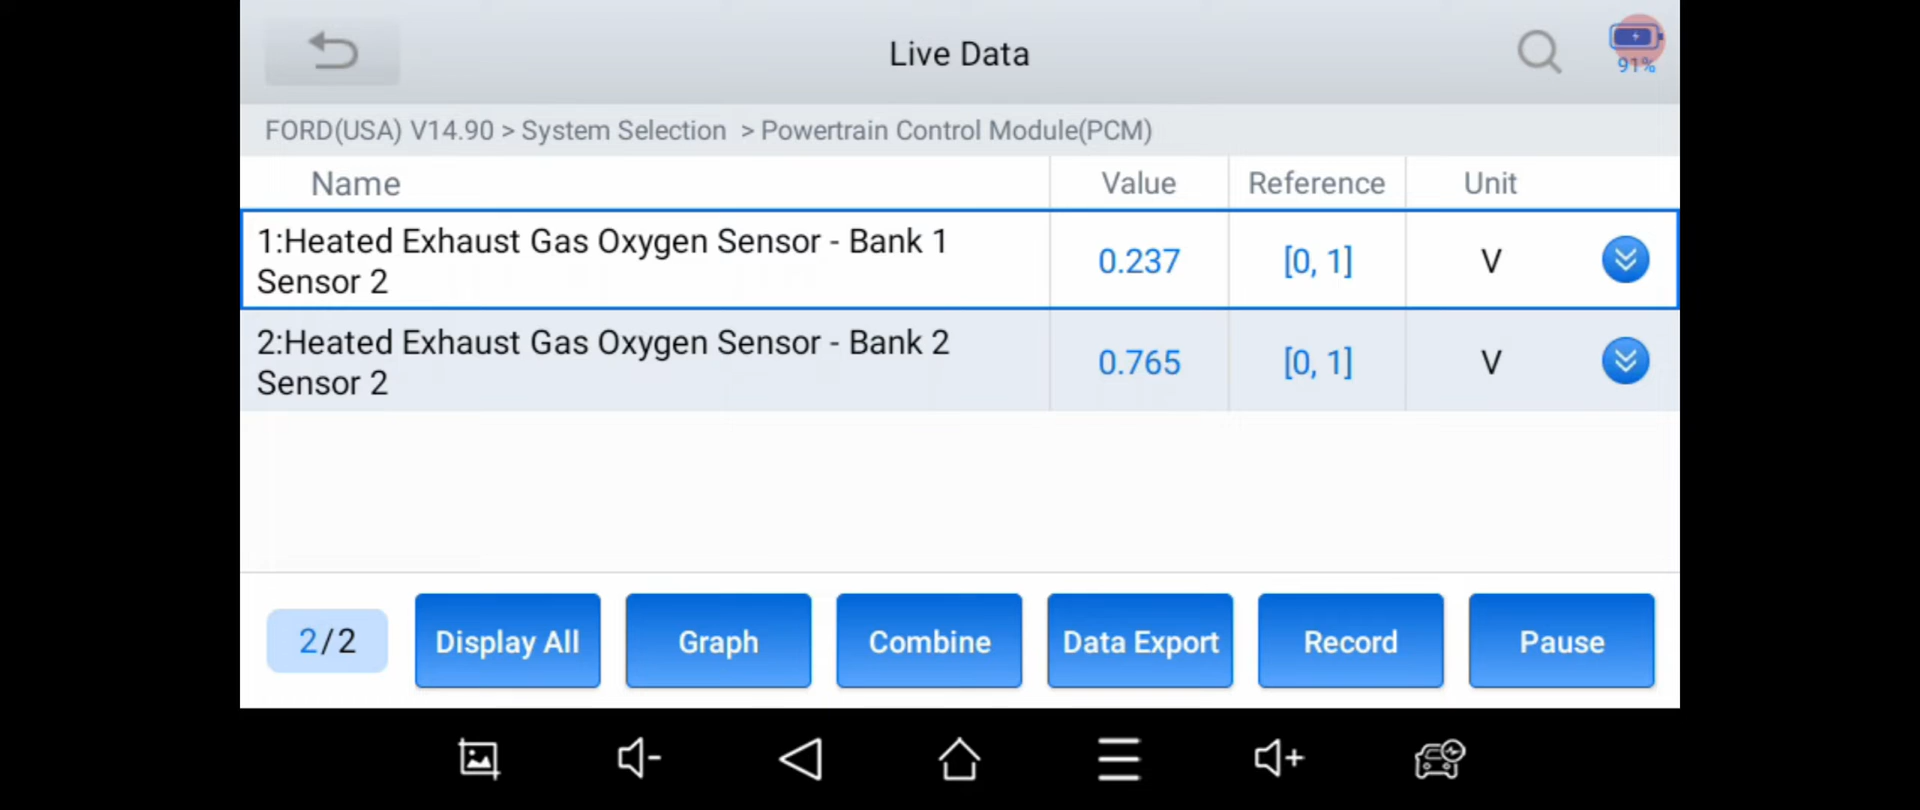 Live Data
91%
FORD(USA) V14.90 > System Selection > Powertrain Control Module(PCM)
Name Value Reference Unit
1:Heated Exhaust Gas Oxygen Sensor - Bank 1
Sensor 2
0.237 [0, 1] V
2:Heated Exhaust Gas Oxygen Sensor - Bank 2
Sensor 2
0.765 [0, 1] V
2/2 Display All Graph Combine Data Export Record Pause